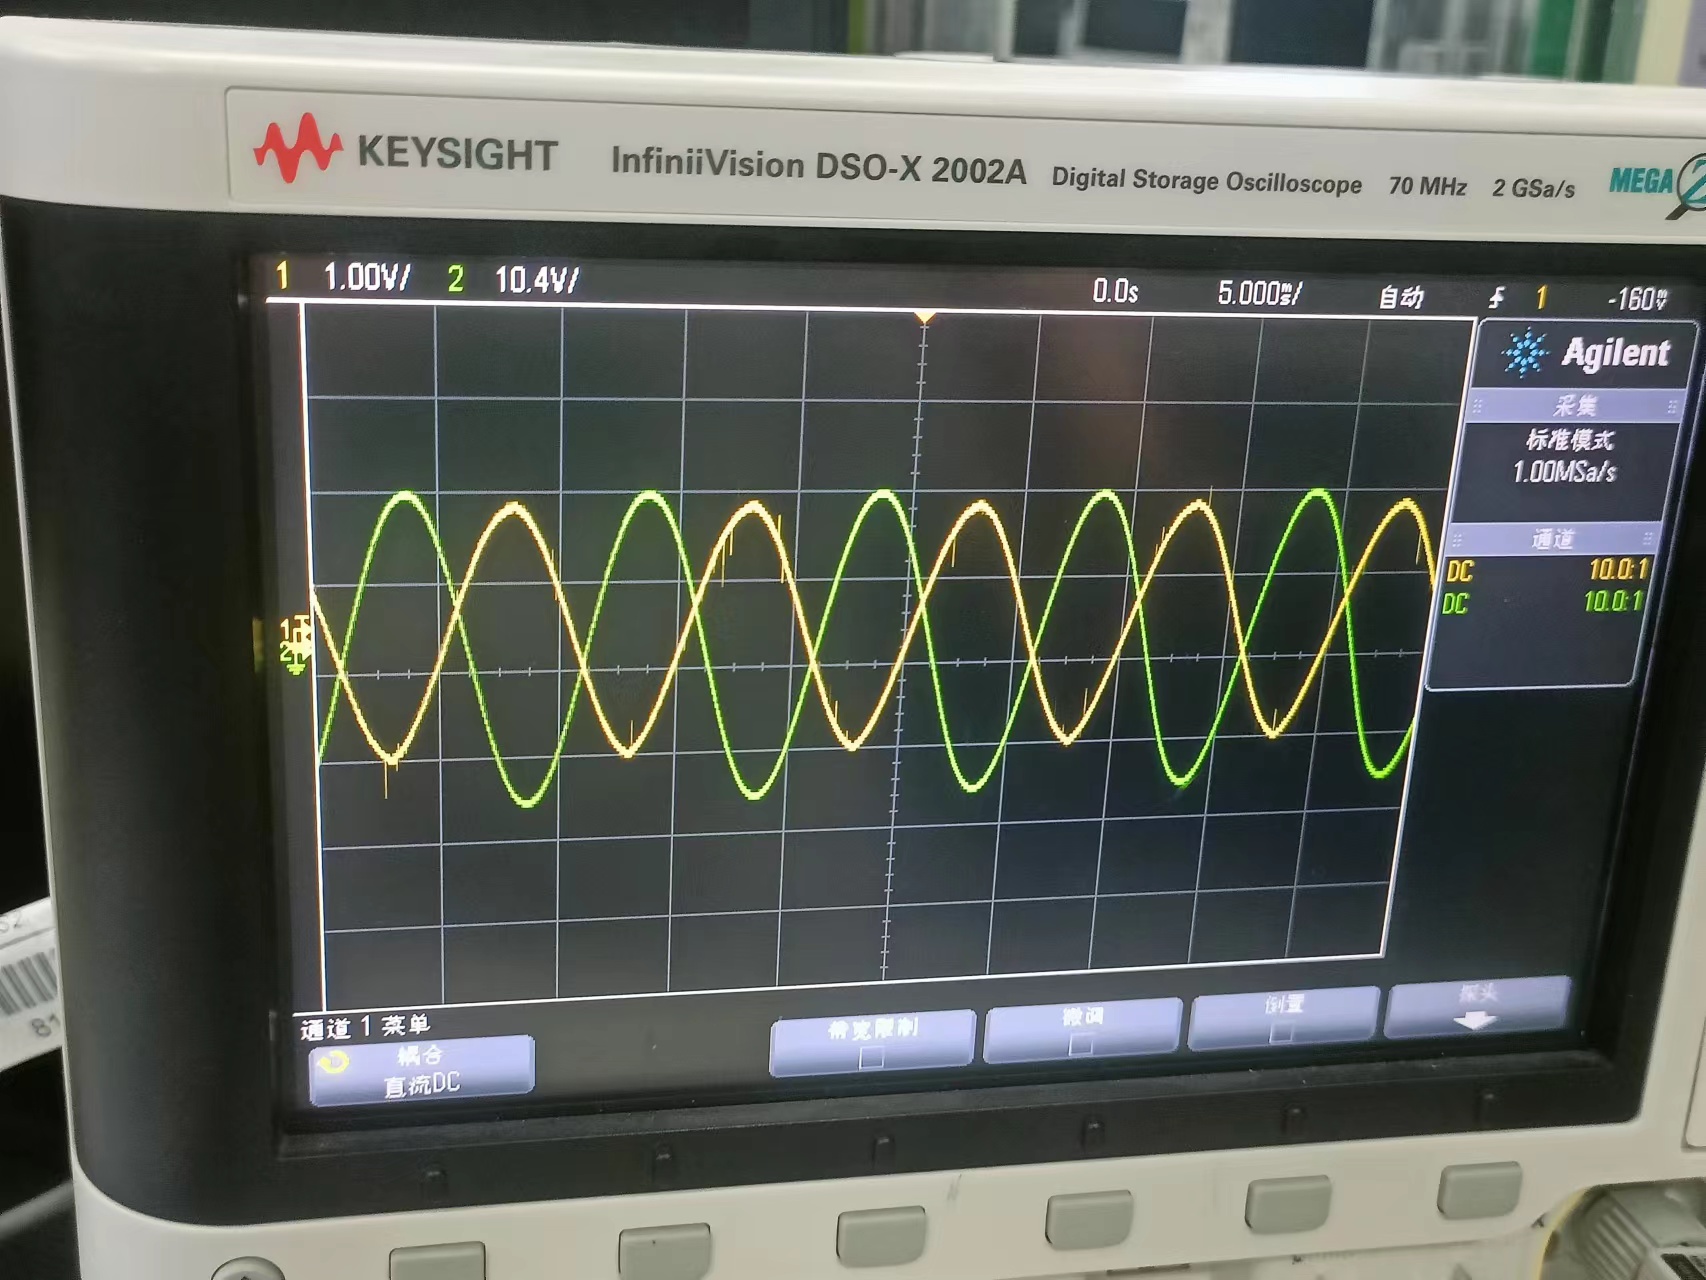 KEYSIGHT InfiniiVision DSO-X 2002A Digital Storage Oscilloscope 70 MHz 2 GSa/s MEGA
1 1.00V/ 2 10.4V/ 0.0s 5.000ms/ 自动 1 -160mV
Agilent
采集
标准模式
1.00MSa/s
通道
DC 10.0:1
DC 10.0:1
1
2
通道 1 菜单
耦合
直流DC
带宽限制
微调
倒置
探头
81